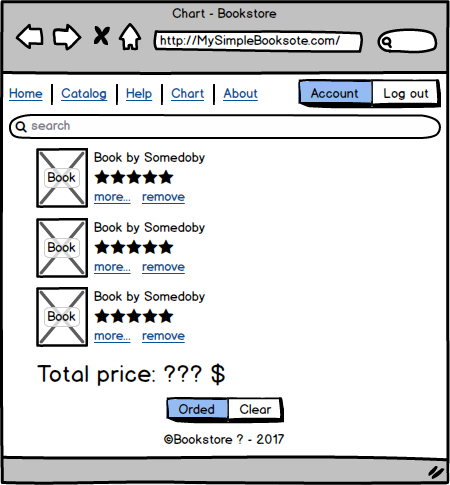 Chart - Bookstore
http://MySimpleBooksote.com/
Home Catalog Help Chart About Account Log out
search
Book by Somedoby
Book
more... remove
Book by Somedoby
Book
more... remove
Book by Somedoby
Book
more... remove
Total price: ??? $
Orded Clear
©Bookstore ? - 2017